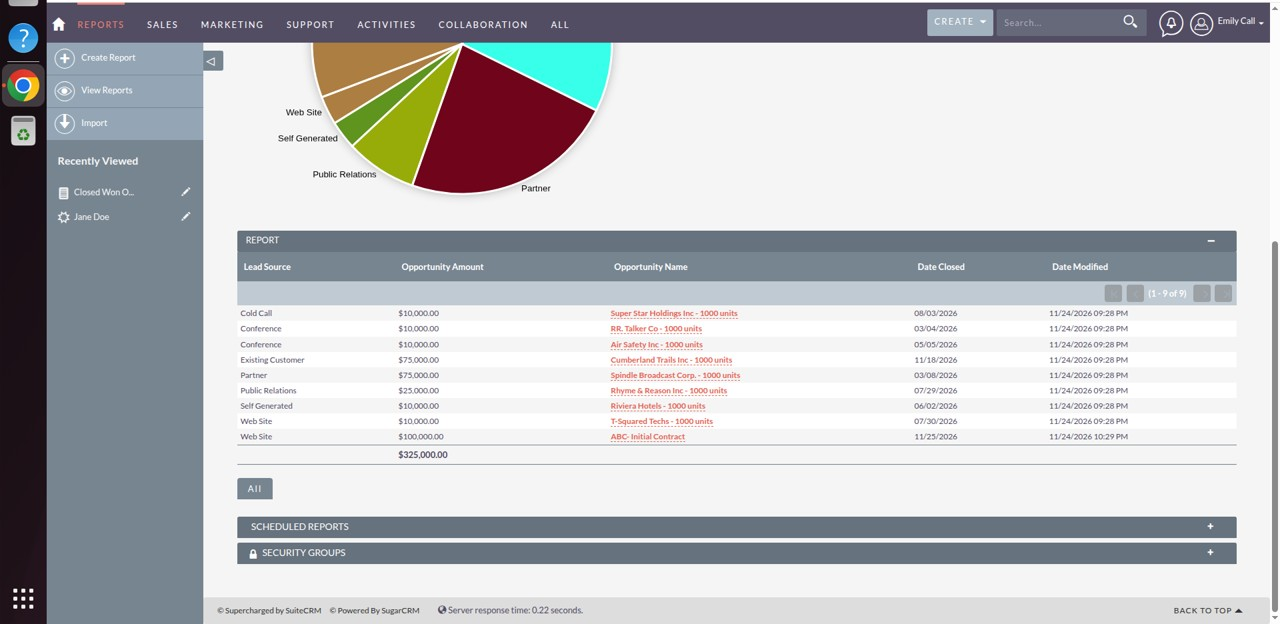 REPORTS SALES MARKETING SUPPORT ACTIVITIES COLLABORATION ALL CREATE Search... Emily Call
Create Report
View Reports
Import
Recently Viewed
Closed Won O...
Jane Doe
Web Site
Self Generated
Public Relations
Partner
REPORT
Lead Source Opportunity Amount Opportunity Name Date Closed Date Modified
(1 - 9 of 9)
Cold Call $10,000.00 Super Star Holdings Inc - 1000 units 08/03/2026 11/24/2026 09:28 PM
Conference $10,000.00 RR. Talker Co - 1000 units 03/04/2026 11/24/2026 09:28 PM
Conference $10,000.00 Air Safety Inc - 1000 units 05/05/2026 11/24/2026 09:28 PM
Existing Customer $75,000.00 Cumberland Trails Inc - 1000 units 11/18/2026 11/24/2026 09:28 PM
Partner $75,000.00 Spindle Broadcast Corp. - 1000 units 03/08/2026 11/24/2026 09:28 PM
Public Relations $25,000.00 Rhyme & Reason Inc - 1000 units 07/29/2026 11/24/2026 09:28 PM
Self Generated $10,000.00 Riviera Hotels - 1000 units 06/02/2026 11/24/2026 09:28 PM
Web Site $10,000.00 T-Squared Techs - 1000 units 07/30/2026 11/24/2026 09:28 PM
Web Site $100,000.00 ABC- Initial Contract 11/25/2026 11/24/2026 10:29 PM
$325,000.00
All
SCHEDULED REPORTS
SECURITY GROUPS
© Supercharged by SuiteCRM © Powered By SugarCRM Server response time: 0.22 seconds. BACK TO TOP